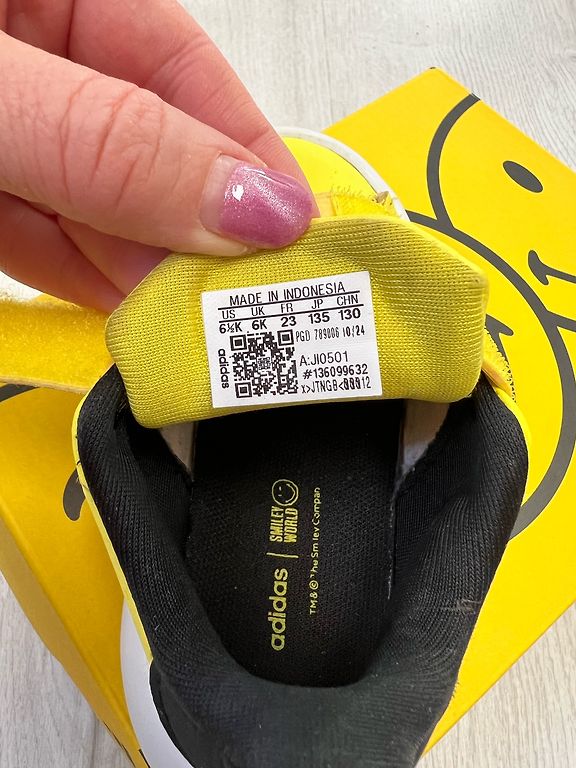 MADE IN INDONESIA
US UK FR JP CHN
6½K 6K 23 135 130
PGD 789006 10/24
adidas
A:JI0501
#136099632
adidas | SMILEY WORLD
TM & © The Smiley Compan